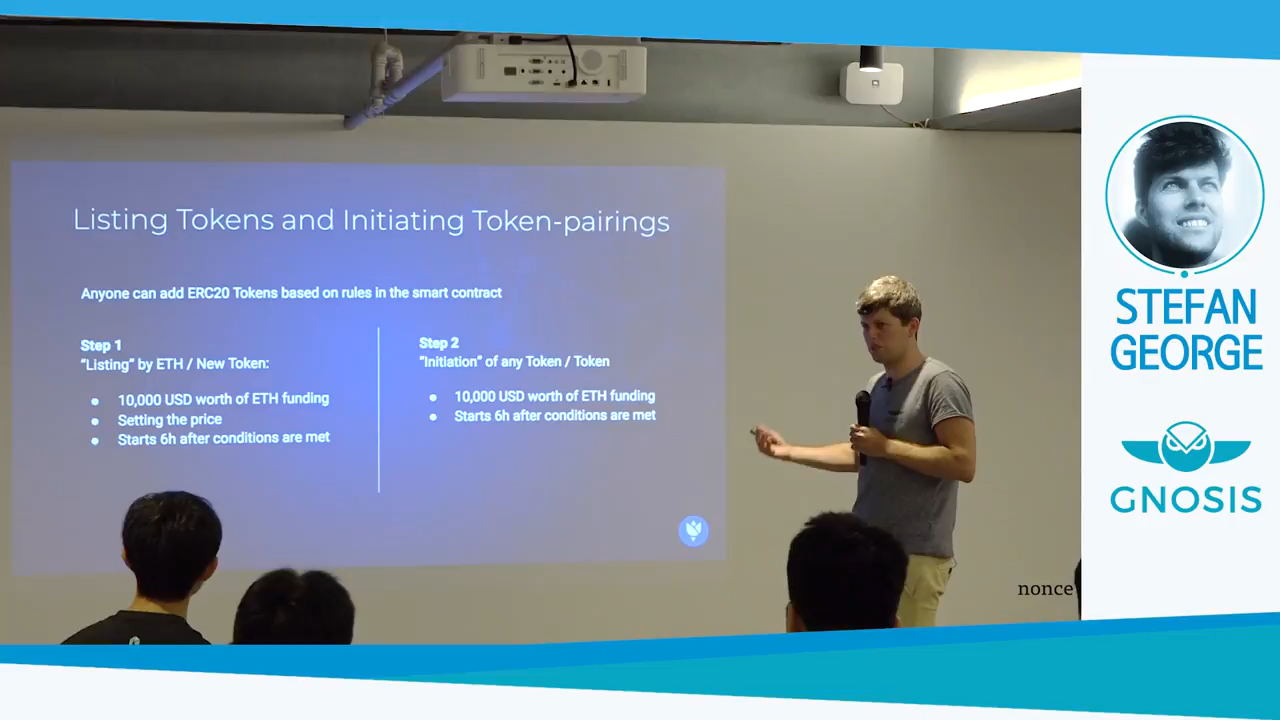 Listing Tokens and Initiating Token-pairings
Anyone can add ERC20 Tokens based on rules in the smart contract
Step 1
“Listing” by ETH / New Token:
● 10,000 USD worth of ETH funding
● Setting the price
● Starts 6h after conditions are met
Step 2
“Initiation” of any Token / Token
● 10,000 USD worth of ETH funding
● Starts 6h after conditions are met
STEFAN
GEORGE
GNOSIS
nonce